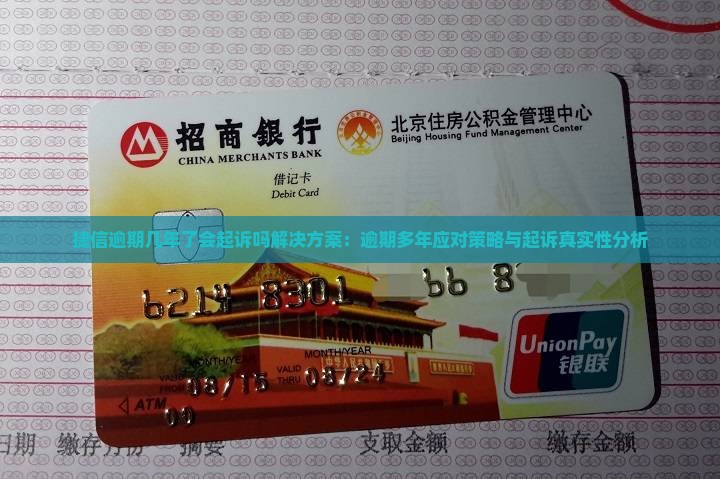 招商银行
CHINA MERCHANTS BANK
北京住房公积金管理中心
Beijing Housing Fund Management Center
借记卡
Debit Card
捷信逾期几年了会起诉吗解决方案：逾期多年应对策略与起诉真实性分析
6214 8301 66 8
UnionPay
银联
MONTH/YEAR MONTH/YEAR
VALID FROM 08/15 VALID THRU 08/24
ATM
00
日期 缴存月份 摘要 支取金额 缴存金额